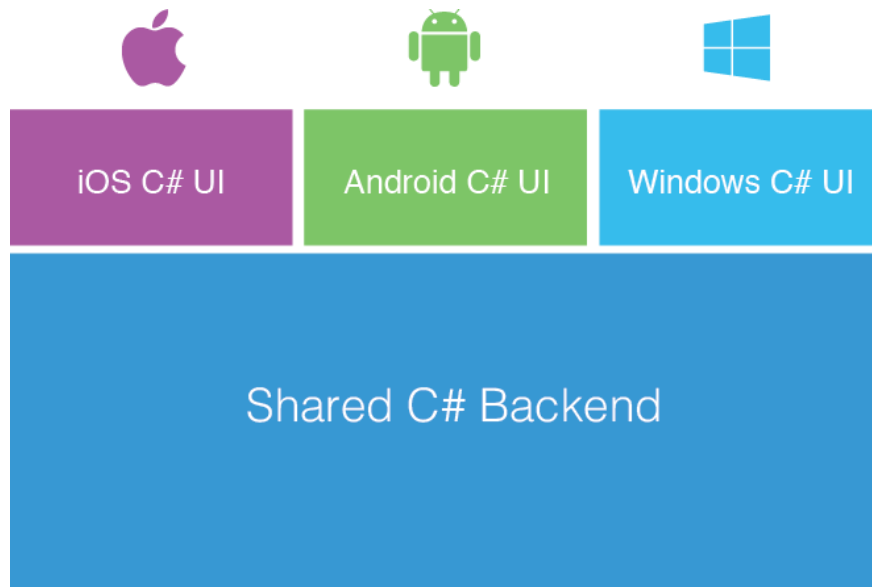 iOS C# UI
Android C# UI
Windows C# UI
Shared C# Backend